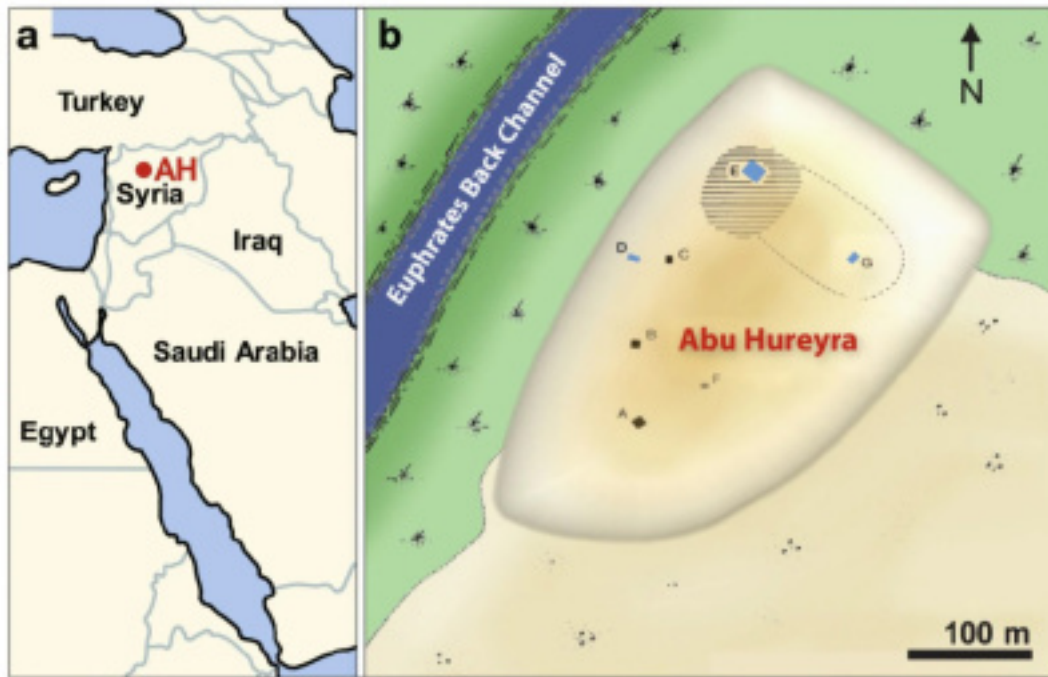 a
Turkey
AH
Syria
Iraq
Saudi Arabia
Egypt
b
N
Euphrates Back Channel
E
D
C
G
B
Abu Hureyra
F
A
100 m